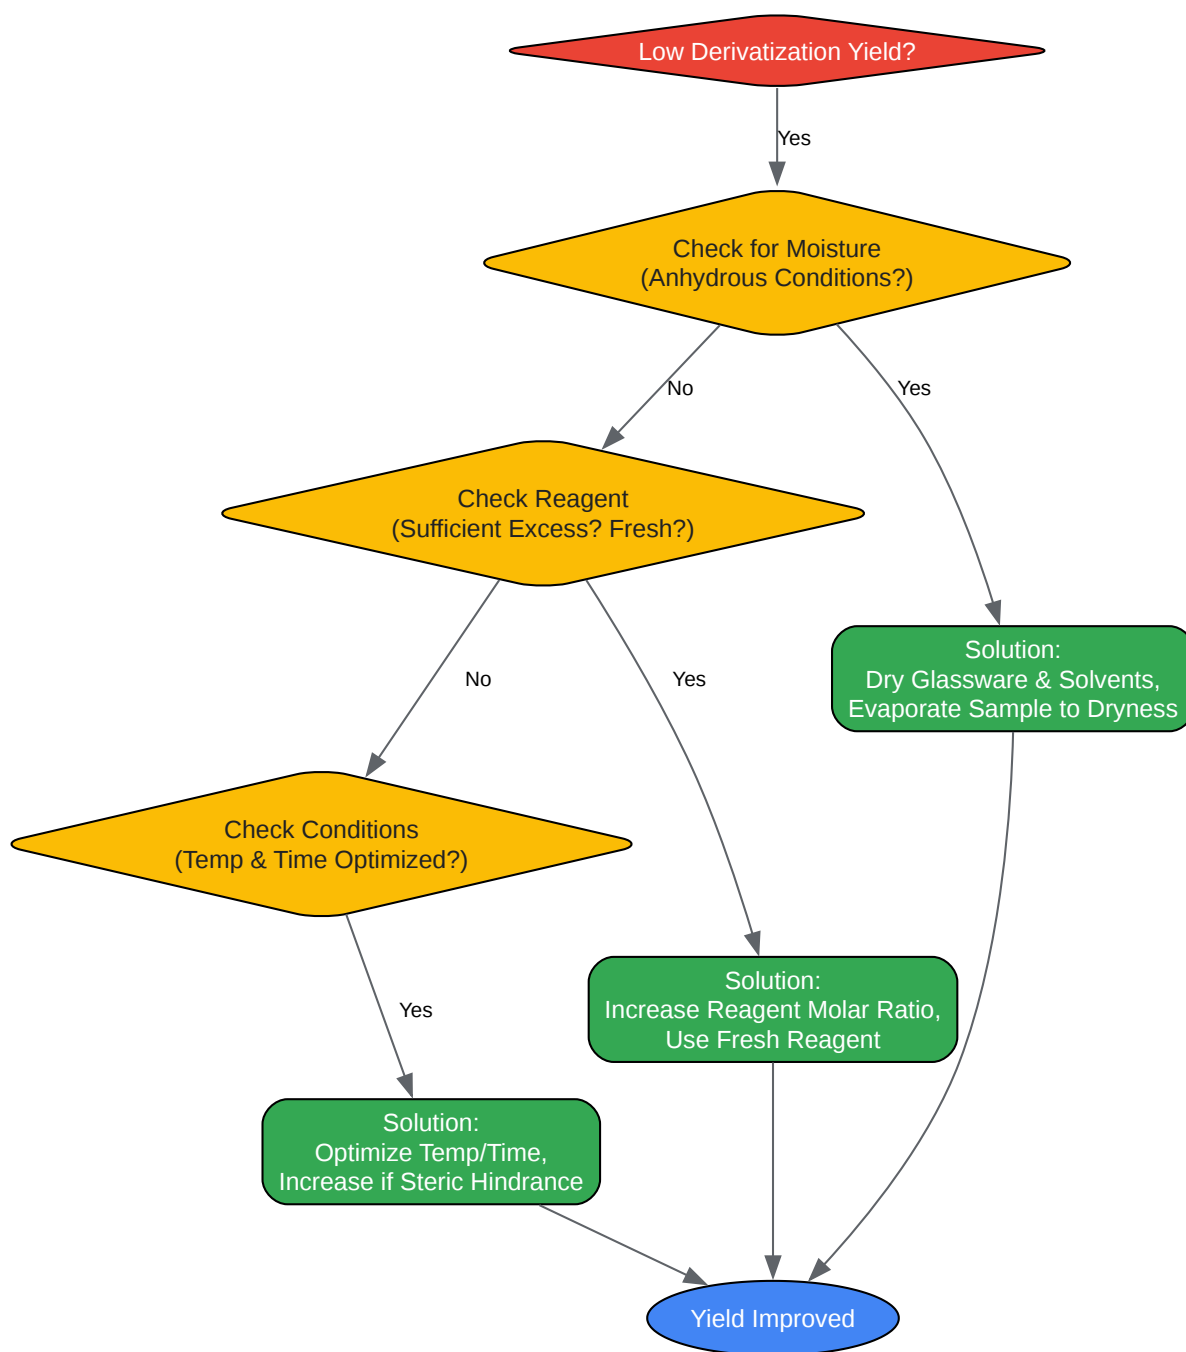 Low Derivatization Yield?
Yes
Check for Moisture
(Anhydrous Conditions?)
No
Yes
Check Reagent
(Sufficient Excess? Fresh?)
No
Yes
Solution:
Dry Glassware & Solvents,
Evaporate Sample to Dryness
Check Conditions
(Temp & Time Optimized?)
Yes
Solution:
Increase Reagent Molar Ratio,
Use Fresh Reagent
Solution:
Optimize Temp/Time,
Increase if Steric Hindrance
Yield Improved